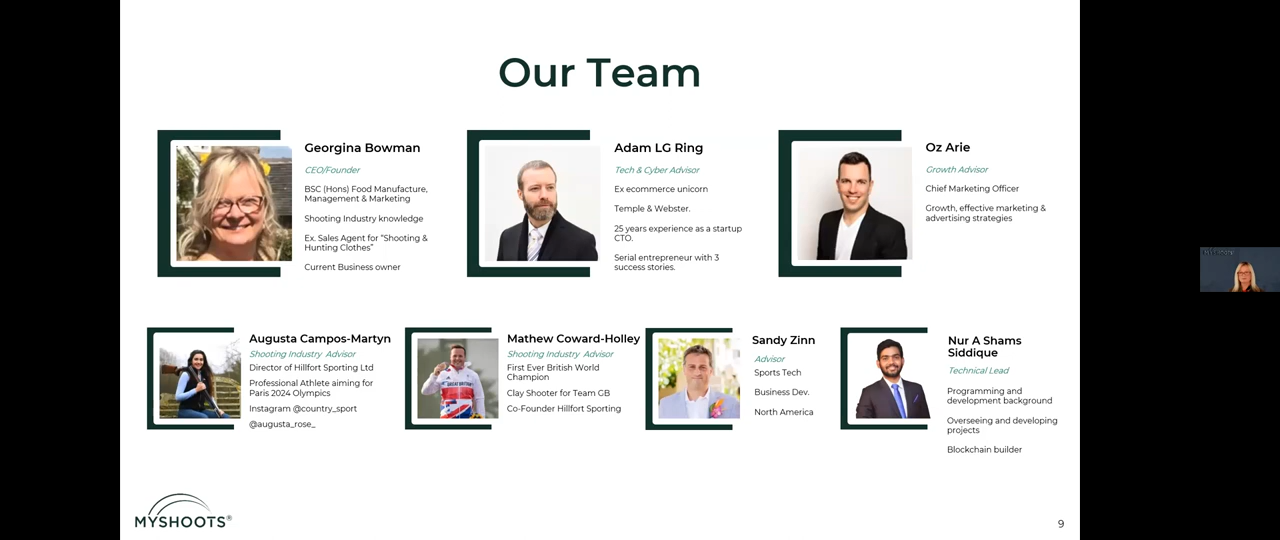 Our Team
Georgina Bowman
CEO/Founder
BSC (Hons) Food Manufacture,
Management & Marketing
Shooting Industry knowledge
Ex. Sales Agent for "Shooting &
Hunting Clothes"
Current Business owner
Adam LG Ring
Tech & Cyber Advisor
Ex ecommerce unicorn
Temple & Webster.
25 years experience as a startup
CTO.
Serial entrepreneur with 3
success stories.
Oz Arie
Growth Advisor
Chief Marketing Officer
Growth, effective marketing &
advertising strategies
Augusta Campos-Martyn
Shooting Industry Advisor
Director of Hillfort Sporting Ltd
Professional Athlete aiming for
Paris 2024 Olympics
Instagram @country_sport
@augusta_rose_
Mathew Coward-Holley
Shooting Industry Advisor
First Ever British World
Champion
Clay Shooter for Team GB
Co-Founder Hillfort Sporting
Sandy Zinn
Advisor
Sports Tech
Business Dev.
North America
Nur A Shams
Siddique
Technical Lead
Programming and
development background
Overseeing and developing
projects
Blockchain builder
MYSHOOTS®
9